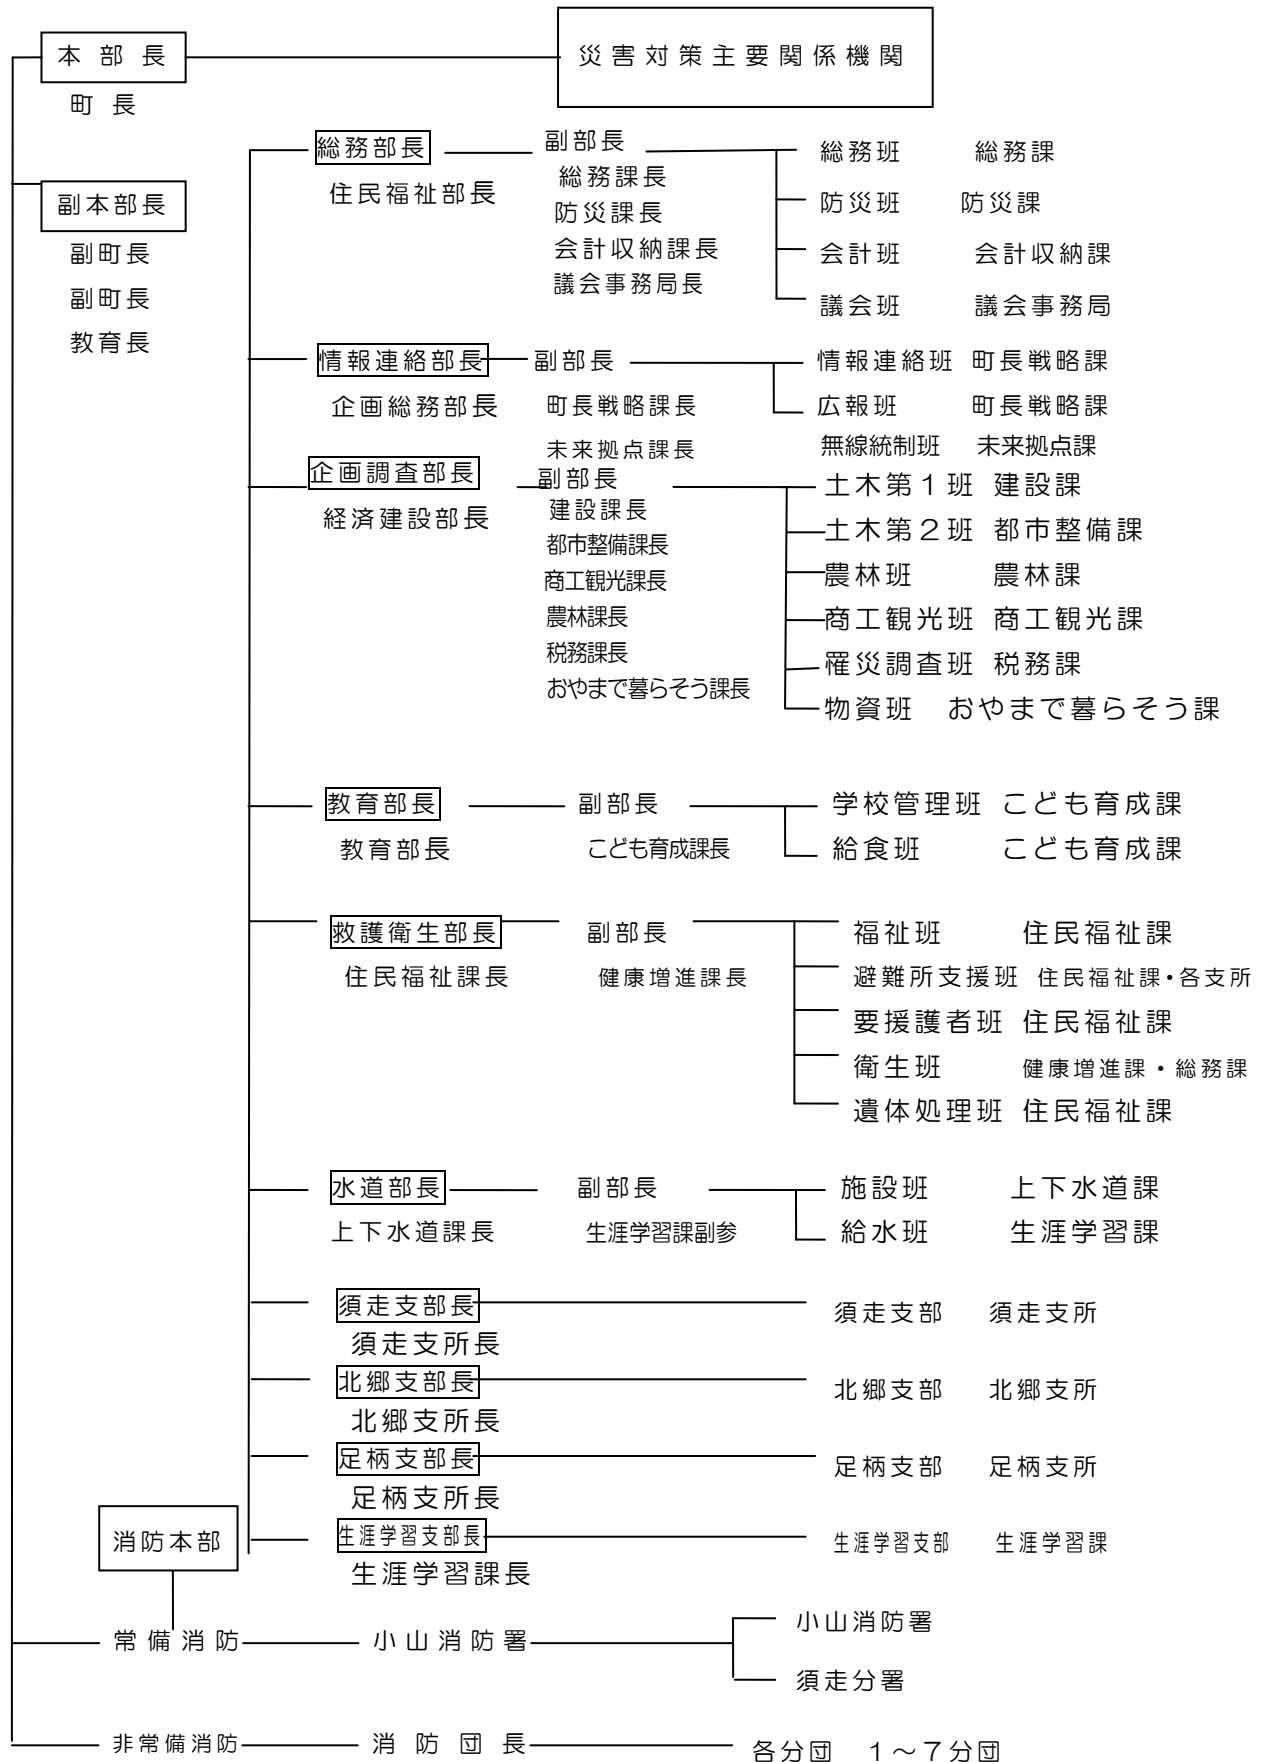 本部長　災害対策主要関係機関
町長
総務部長　副部長　総務班　総務課
総務課長
住民福祉部長　防災課長　防災班　防災課
副本部長
副町長　会計収納課長　会計班　会計収納課
副町長　議会事務局長　議会班　議会事務局
教育長
情報連絡部長　副部長　情報連絡班　町長戦略課
企画総務部長　町長戦略課長　広報班　町長戦略課
未来拠点課長　無線統制班　未来拠点課
企画調査部長　副部長　土木第１班　建設課
経済建設部長　建設課長
都市整備課長　土木第２班　都市整備課
商工観光課長　農林班　農林課
農林課長　商工観光班　商工観光課
税務課長　罹災調査班　税務課
おやまで暮らそう課長　物資班　おやまで暮らそう課
教育部長　副部長　学校管理班　こども育成課
教育部長　こども育成課長　給食班　こども育成課
救護衛生部長　副部長　福祉班　住民福祉課
住民福祉課長　健康増進課長　避難所支援班　住民福祉課・各支所
要援護者班　住民福祉課
衛生班　健康増進課・総務課
遺体処理班　住民福祉課
水道部長　副部長　施設班　上下水道課
上下水道課長　生涯学習課副参　給水班　生涯学習課
須走支部長　須走支部　須走支所
須走支所長
北郷支部長　北郷支部　北郷支所
北郷支所長
足柄支部長　足柄支部　足柄支所
足柄支所長
消防本部　生涯学習支部長　生涯学習支部　生涯学習課
生涯学習課長
常備消防　小山消防署　小山消防署
須走分署
非常備消防　消防団長　各分団　１～７分団